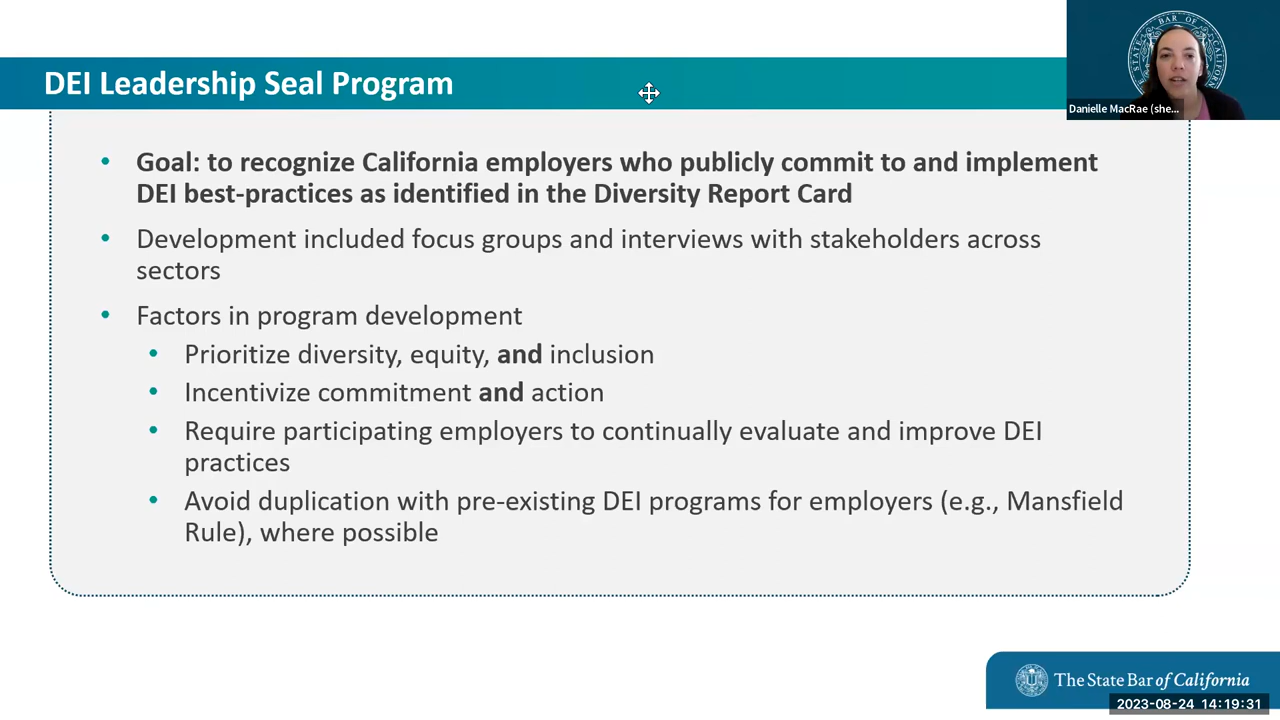 DEI Leadership Seal Program
STATE BAR OF CALIFORNIA
Danielle MacRae (she...
• Goal: to recognize California employers who publicly commit to and implement
DEI best-practices as identified in the Diversity Report Card
• Development included focus groups and interviews with stakeholders across
sectors
• Factors in program development
• Prioritize diversity, equity, and inclusion
• Incentivize commitment and action
• Require participating employers to continually evaluate and improve DEI
practices
• Avoid duplication with pre-existing DEI programs for employers (e.g., Mansfield
Rule), where possible
The State Bar of California
2023-08-24 14:19:31